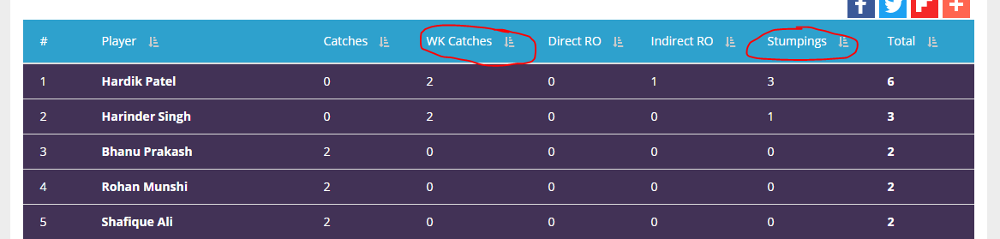 # Player Catches WK Catches Direct RO Indirect RO Stumpings Total
1 Hardik Patel 0 2 0 1 3 6
2 Harinder Singh 0 2 0 0 1 3
3 Bhanu Prakash 2 0 0 0 0 2
4 Rohan Munshi 2 0 0 0 0 2
5 Shafique Ali 2 0 0 0 0 2